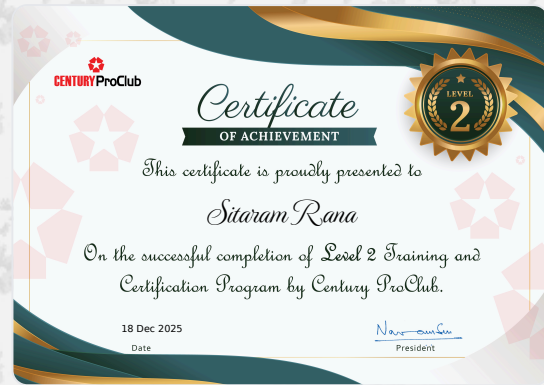 CENTURY ProClub
LEVEL
2
Certificate
OF ACHIEVEMENT
This certificate is proudly presented to
Sitaram Rana
On the successful completion of Level 2 Training and
Certification Program by Century ProClub.
18 Dec 2025
Date
President